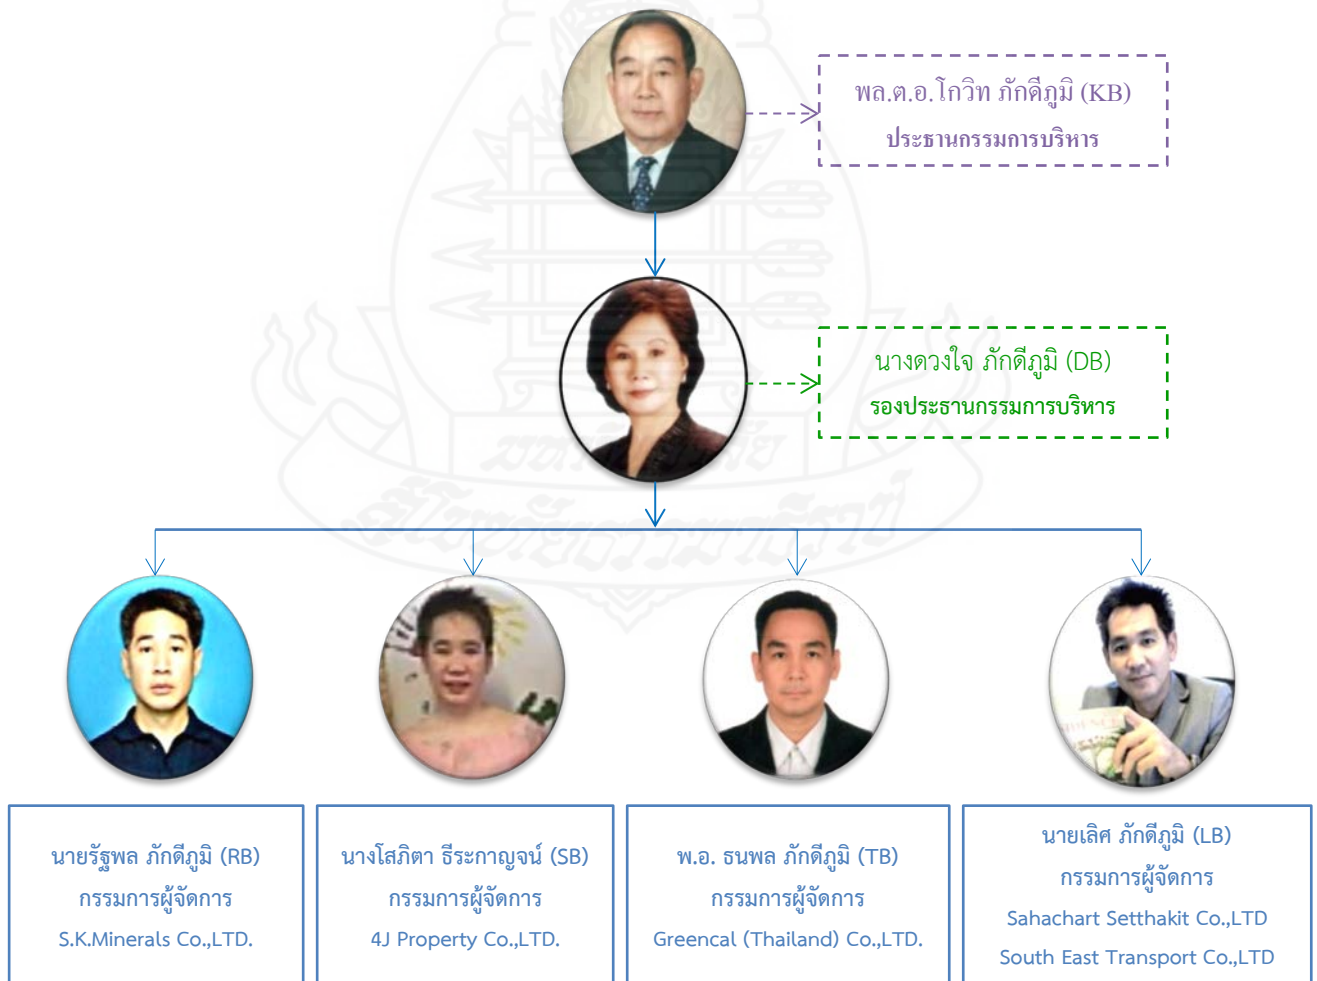 พล.ต.อ.โกวิท ภักดีภูมิ (KB)
ประธานกรรมการบริหาร
นางดวงใจ ภักดีภูมิ (DB)
รองประธานกรรมการบริหาร
นายรัฐพล ภักดีภูมิ (RB)
กรรมการผู้จัดการ
S.K.Minerals Co.,LTD.
นางโสภิตา ธีระกาญจน์ (SB)
กรรมการผู้จัดการ
4J Property Co.,LTD.
พ.อ. ธนพล ภักดีภูมิ (TB)
กรรมการผู้จัดการ
Greencal (Thailand) Co.,LTD.
นายเลิศ ภักดีภูมิ (LB)
กรรมการผู้จัดการ
Sahachart Setthakit Co.,LTD
South East Transport Co.,LTD